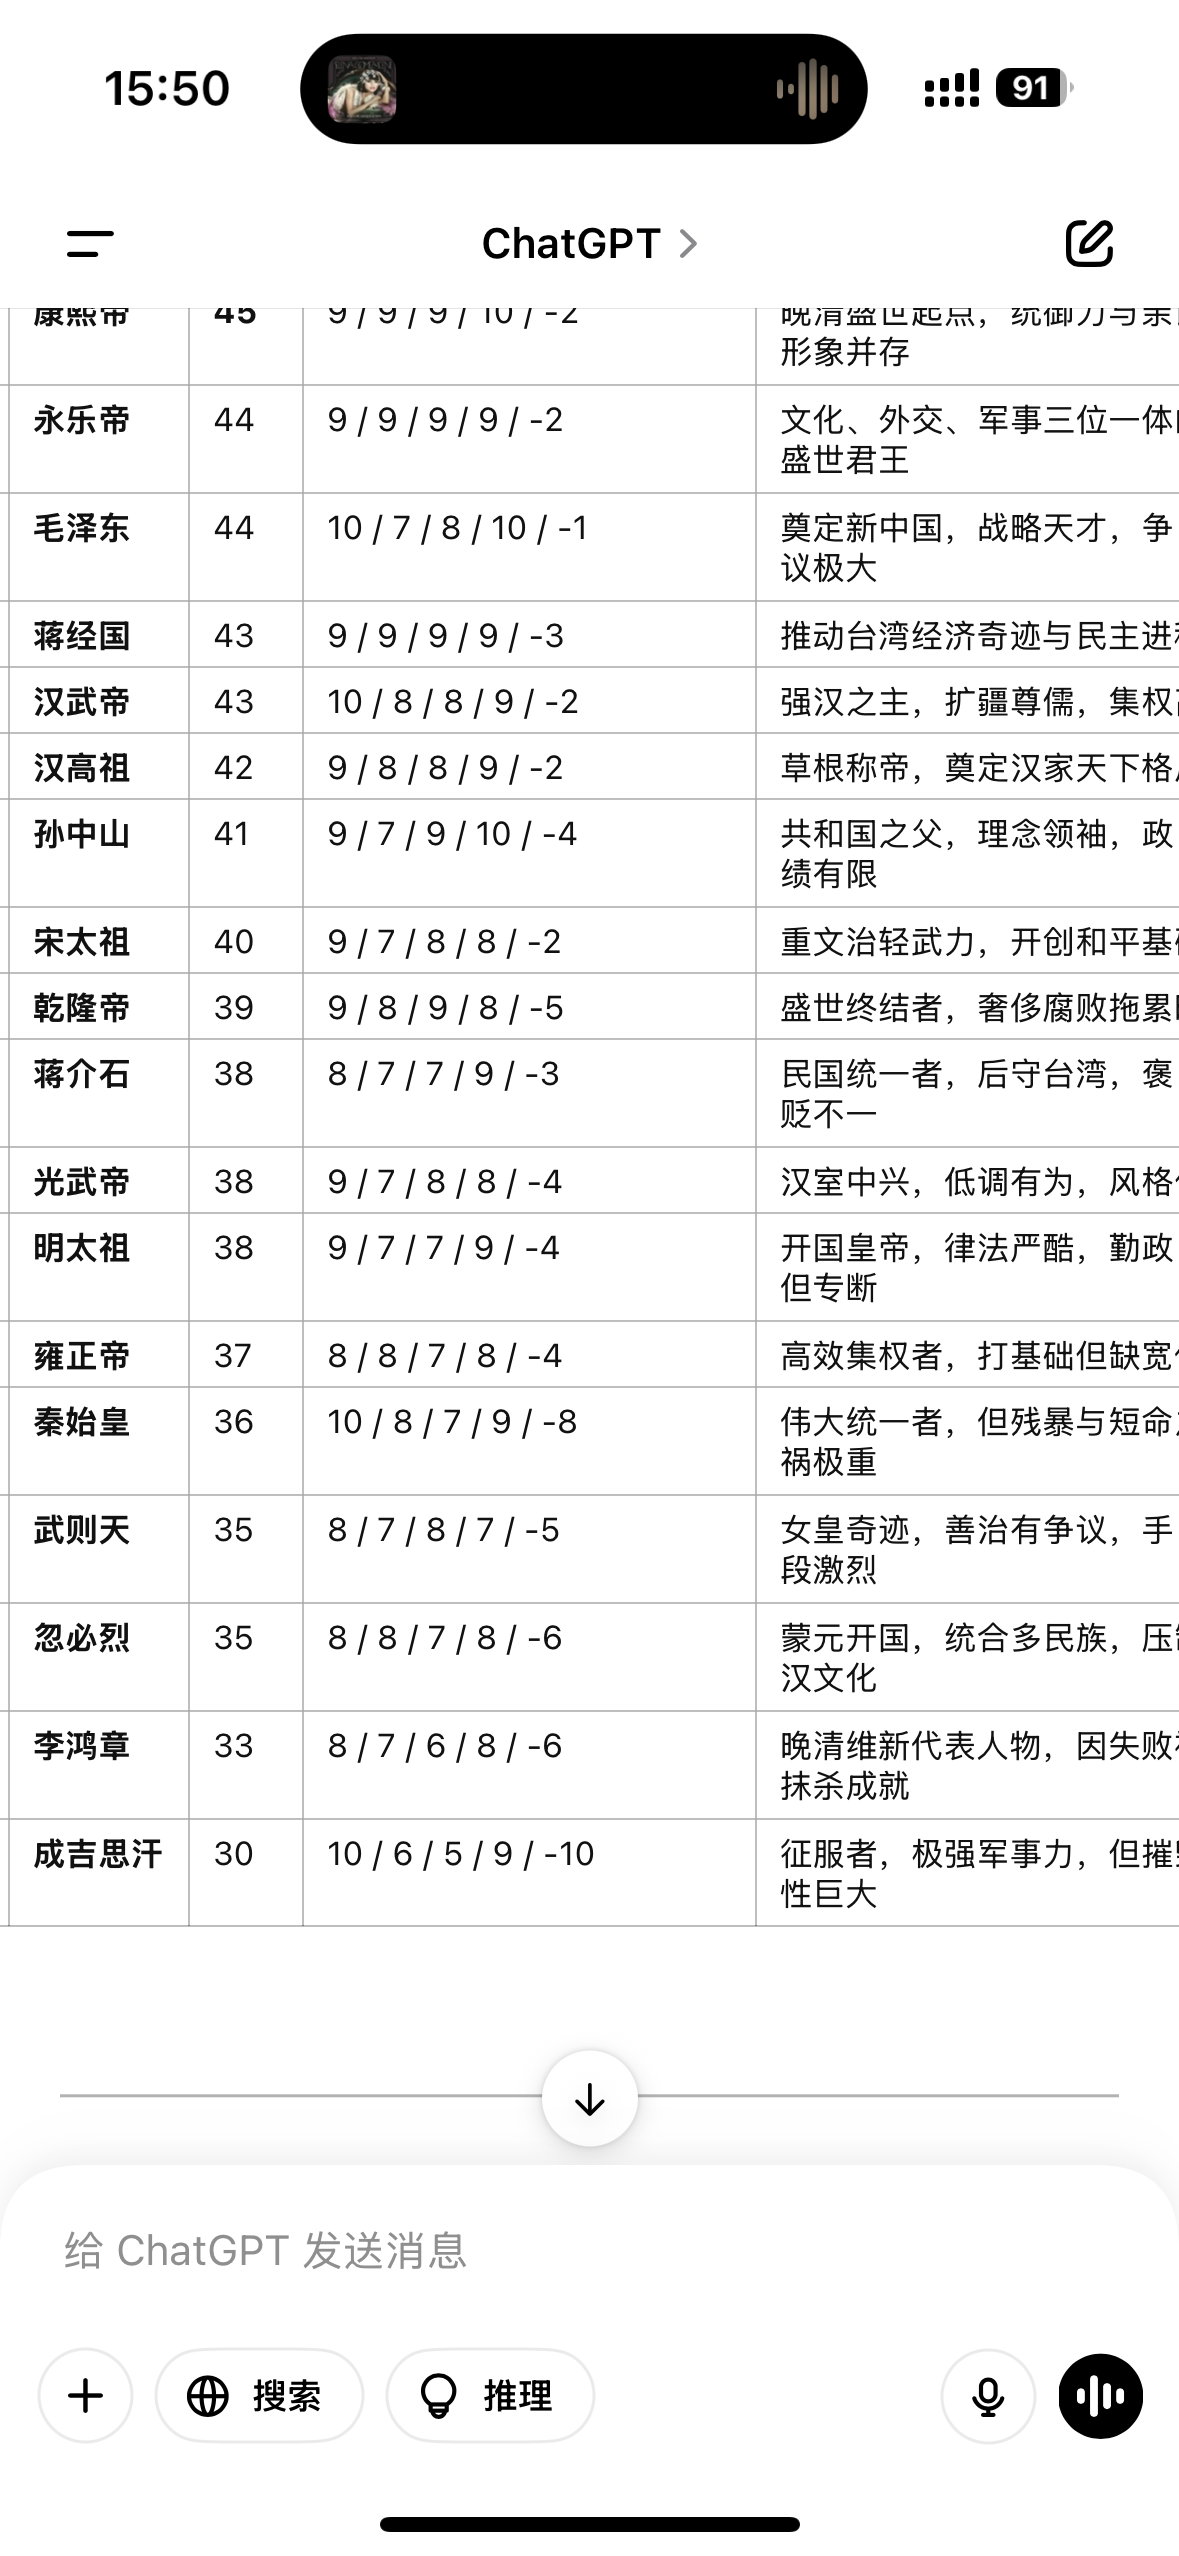 15:50
91
ChatGPT
康熙帝 45 9 / 9 / 9 / 10 / -2 晚清盛世起点，统御力与亲
形象并存
永乐帝 44 9 / 9 / 9 / 9 / -2 文化、外交、军事三位一体
盛世君王
毛泽东 44 10 / 7 / 8 / 10 / -1 奠定新中国，战略天才，争
议极大
蒋经国 43 9 / 9 / 9 / 9 / -3 推动台湾经济奇迹与民主进
汉武帝 43 10 / 8 / 8 / 9 / -2 强汉之主，扩疆尊儒，集权
汉高祖 42 9 / 8 / 8 / 9 / -2 草根称帝，奠定汉家天下格
孙中山 41 9 / 7 / 9 / 10 / -4 共和国之父，理念领袖，政
绩有限
宋太祖 40 9 / 7 / 8 / 8 / -2 重文治轻武力，开创和平基
乾隆帝 39 9 / 8 / 9 / 8 / -5 盛世终结者，奢侈腐败拖累
蒋介石 38 8 / 7 / 7 / 9 / -3 民国统一者，后守台湾，褒
贬不一
光武帝 38 9 / 7 / 8 / 8 / -4 汉室中兴，低调有为，风格
明太祖 38 9 / 7 / 7 / 9 / -4 开国皇帝，律法严酷，勤政
但专断
雍正帝 37 8 / 8 / 7 / 8 / -4 高效集权者，打基础但缺宽
秦始皇 36 10 / 8 / 7 / 9 / -8 伟大统一者，但残暴与短命
祸极重
武则天 35 8 / 7 / 8 / 7 / -5 女皇奇迹，善治有争议，手
段激烈
忽必烈 35 8 / 8 / 7 / 8 / -6 蒙元开国，统合多民族，压
汉文化
李鸿章 33 8 / 7 / 6 / 8 / -6 晚清维新代表人物，因失败
抹杀成就
成吉思汗 30 10 / 6 / 5 / 9 / -10 征服者，极强军事力，但摧
性巨大
给 ChatGPT 发送消息
搜索 推理